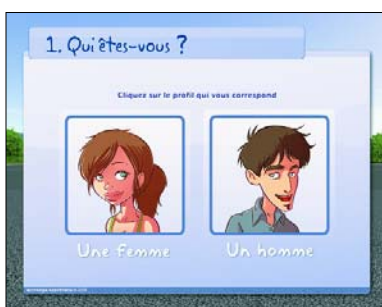 1. Qui êtes-vous ?
Cliquez sur le profil qui vous correspond
Une femme
Un homme